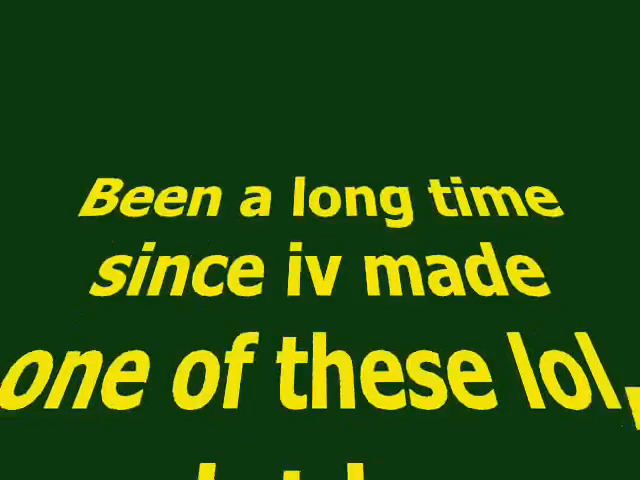 Been a long time
since iv made
one of these lol,